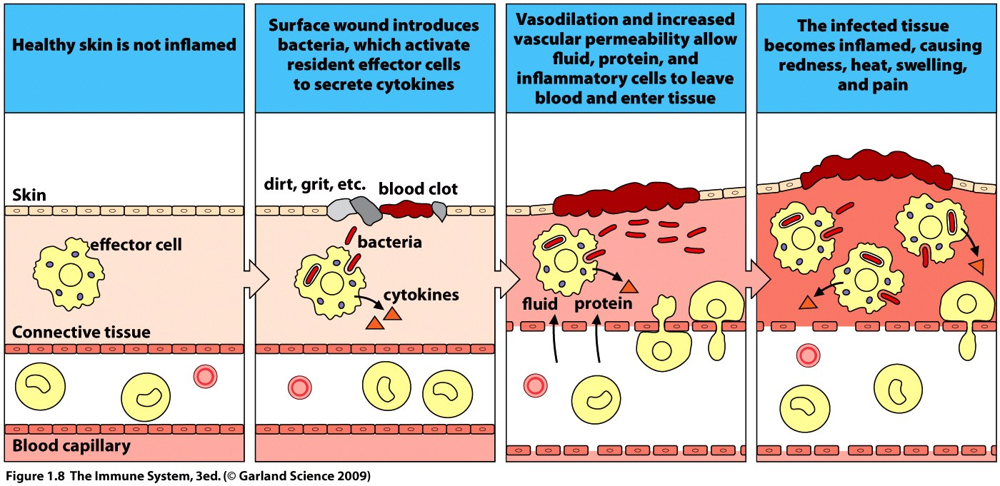 Healthy skin is not inflamed
Surface wound introduces
bacteria, which activate
resident effector cells
to secrete cytokines
Vasodilation and increased
vascular permeability allow
fluid, protein, and
inflammatory cells to leave
blood and enter tissue
The infected tissue
becomes inflamed, causing
redness, heat, swelling,
and pain
Skin
effector cell
Connective tissue
Blood capillary
dirt, grit, etc.
blood clot
bacteria
cytokines
fluid
protein
Figure 1.8 The Immune System, 3ed. (© Garland Science 2009)